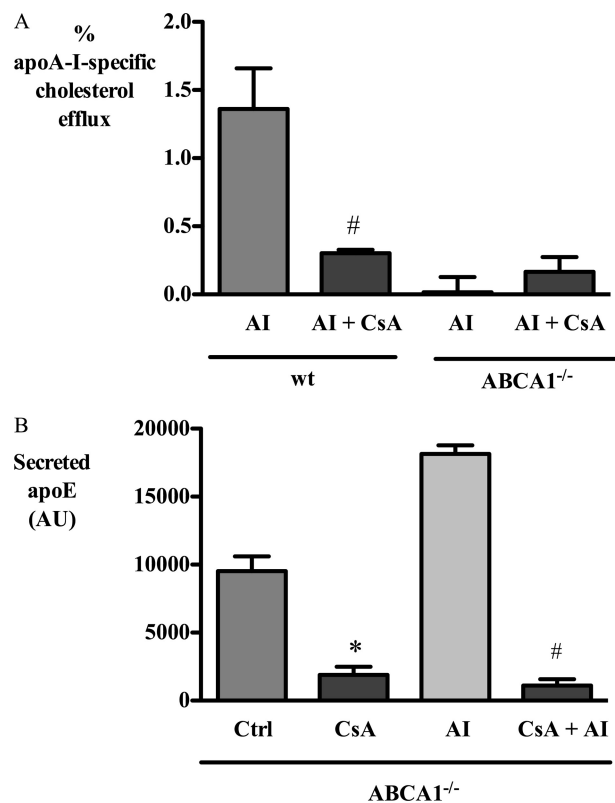 A
%
apoA-I-specific
cholesterol
efflux
2.0
1.5
1.0
0.5
0.0
#
AI
AI + CsA
AI
AI + CsA
wt
ABCA1-/-
B
Secreted
apoE
(AU)
20000
15000
10000
5000
0
*
#
Ctrl
CsA
AI
CsA + AI
ABCA1-/-